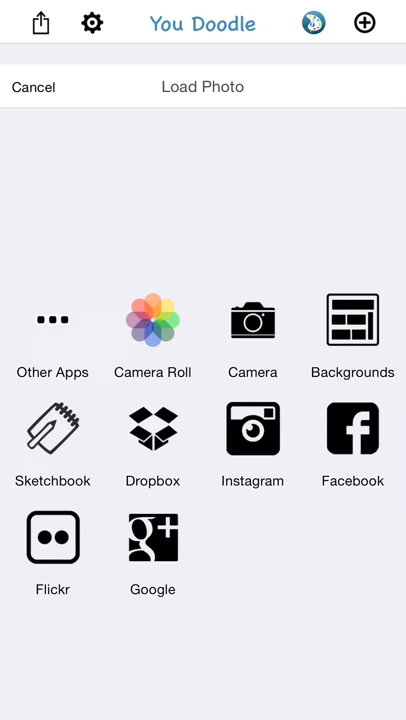 You Doodle
Cancel
Load Photo
Other Apps
Camera Roll
Camera
Backgrounds
Sketchbook
Dropbox
Instagram
Facebook
Flickr
Google